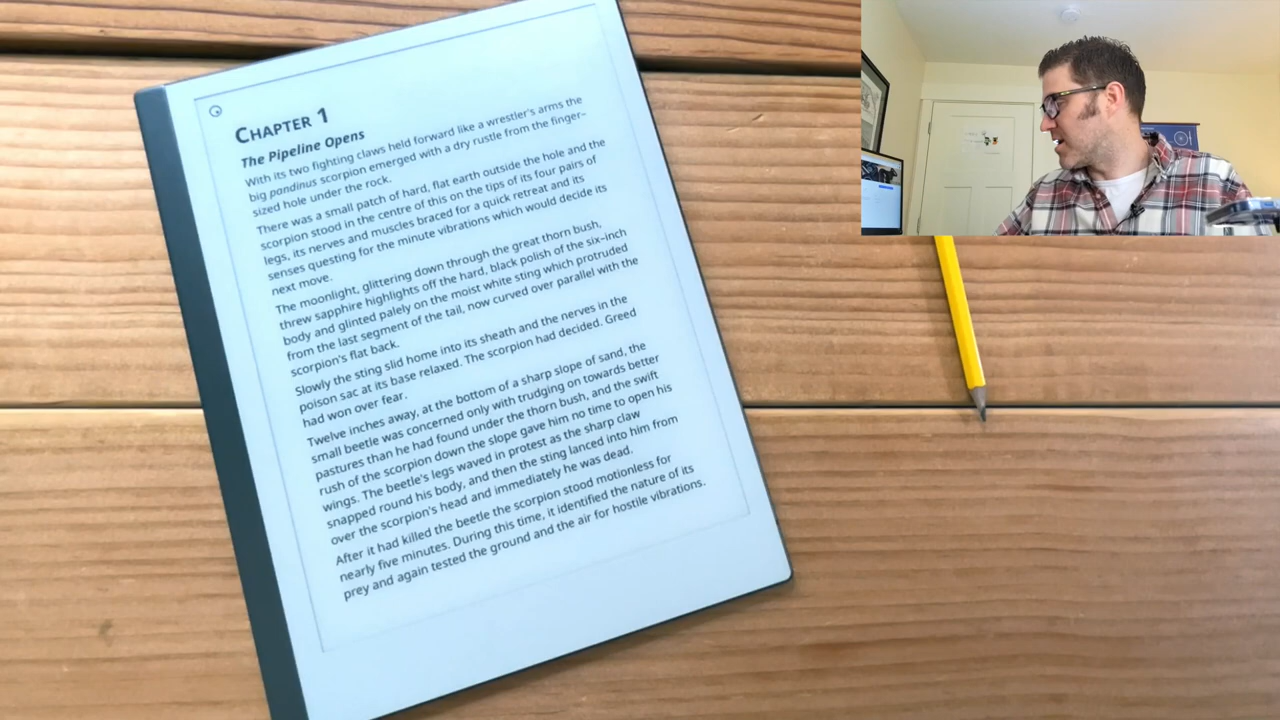 CHAPTER 1
The Pipeline Opens
With its two fighting claws held forward like a wrestler's arms the
big pandinus scorpion emerged with a dry rustle from the finger-
sized hole under the rock.
There was a small patch of hard, flat earth outside the hole and the
scorpion stood in the centre of this on the tips of its four pairs of
legs, its nerves and muscles braced for a quick retreat and its
senses questing for the minute vibrations which would decide its
next move.
The moonlight, glittering down through the great thorn bush,
threw sapphire highlights off the hard, black polish of the six-inch
body and glinted palely on the moist white sting which protruded
from the last segment of the tail, now curved over parallel with the
scorpion's flat back.
Slowly the sting slid home into its sheath and the nerves in the
poison sac at its base relaxed. The scorpion had decided. Greed
had won over fear.
Twelve inches away, at the bottom of a sharp slope of sand, the
small beetle was concerned only with trudging on towards better
pastures than he had found under the thorn bush, and the swift
rush of the scorpion down the slope gave him no time to open his
wings. The beetle's legs waved in protest as the sharp claw
snapped round his body, and then the sting lanced into him from
over the scorpion's head and immediately he was dead.
After it had killed the beetle the scorpion stood motionless for
nearly five minutes. During this time, it identified the nature of its
prey and again tested the ground and the air for hostile vibrations.